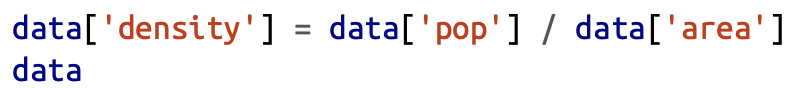 data['density'] = data['pop'] / data['area']
data